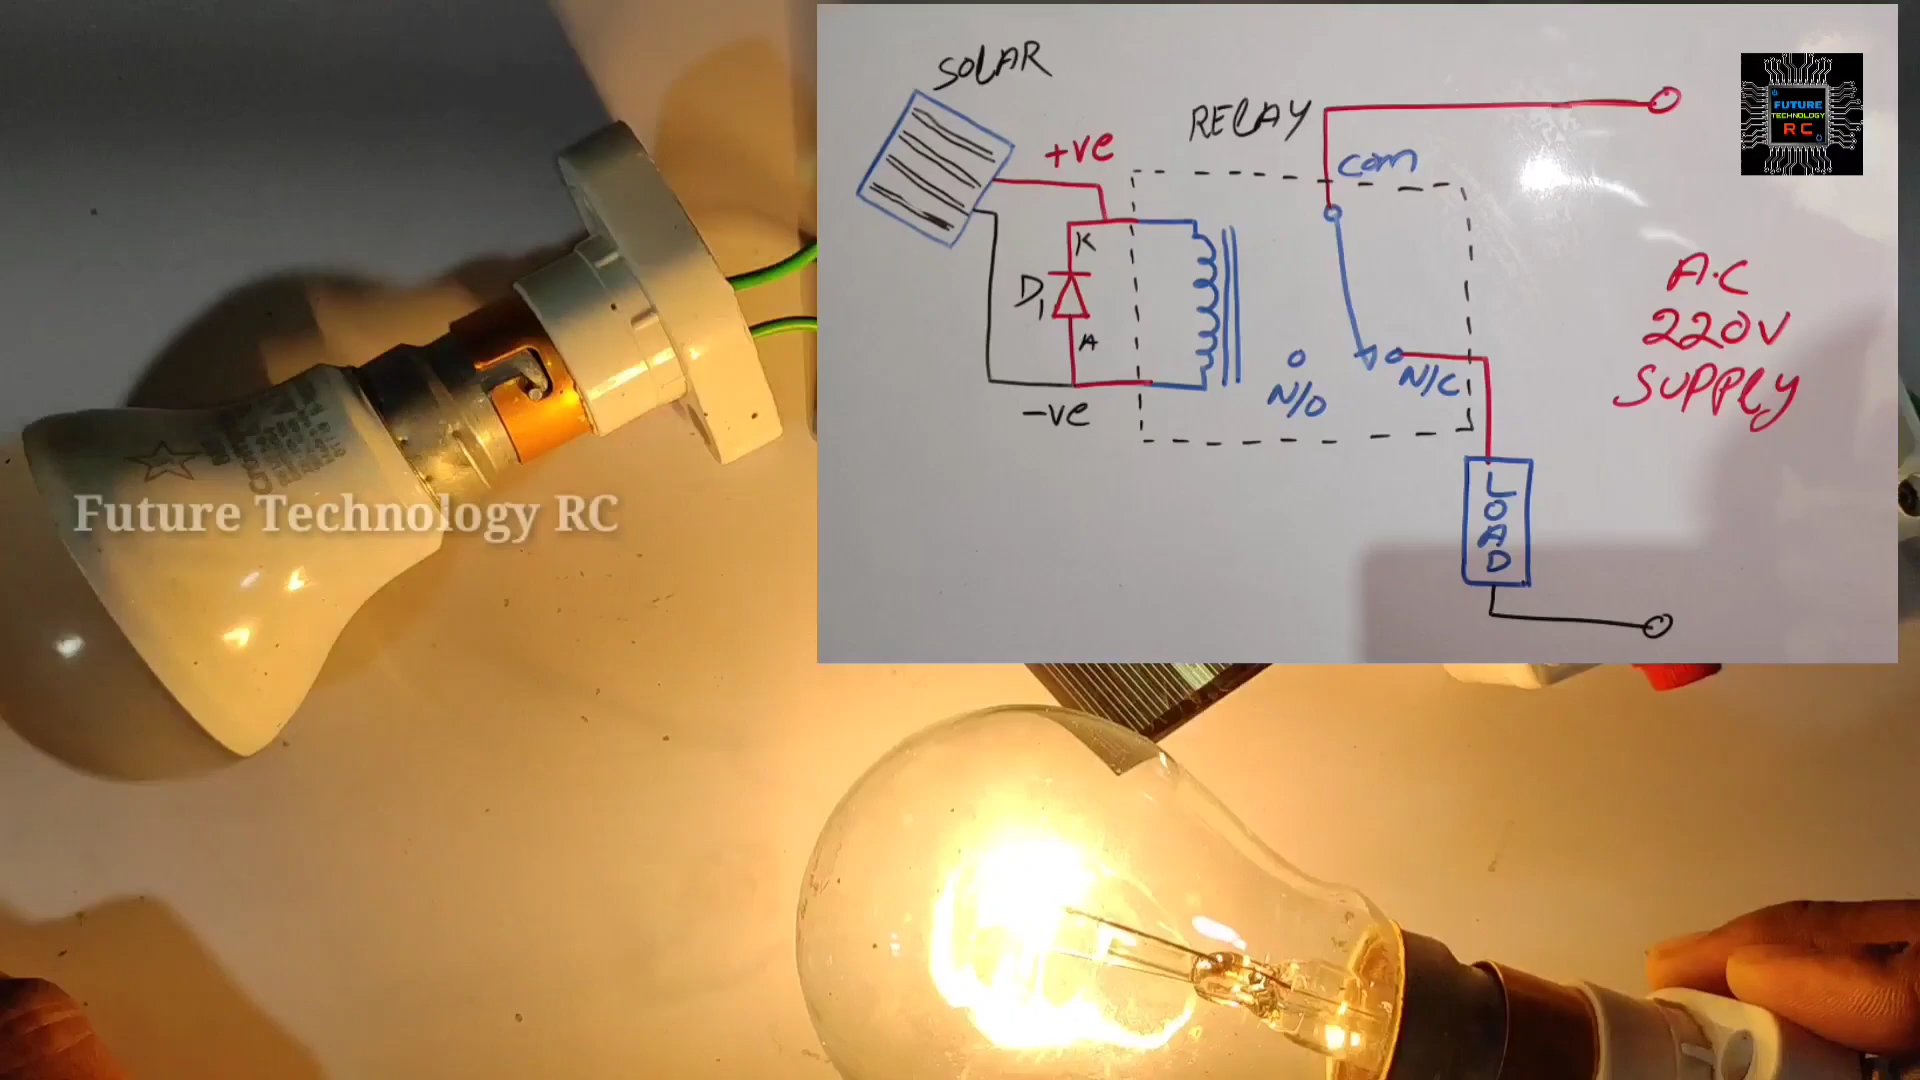 SOLAR
+ve
RELAY
com
K
D1
A
-ve
N/O
N/C
A.C
220V
SUPPLY
LOAD
FUTURE
TECHNOLOGY
RC
Future Technology RC